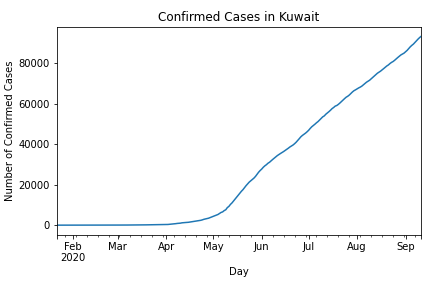 Confirmed Cases in Kuwait
Number of Confirmed Cases
80000
60000
40000
20000
0
Feb Mar Apr May Jun Jul Aug Sep
2020
Day